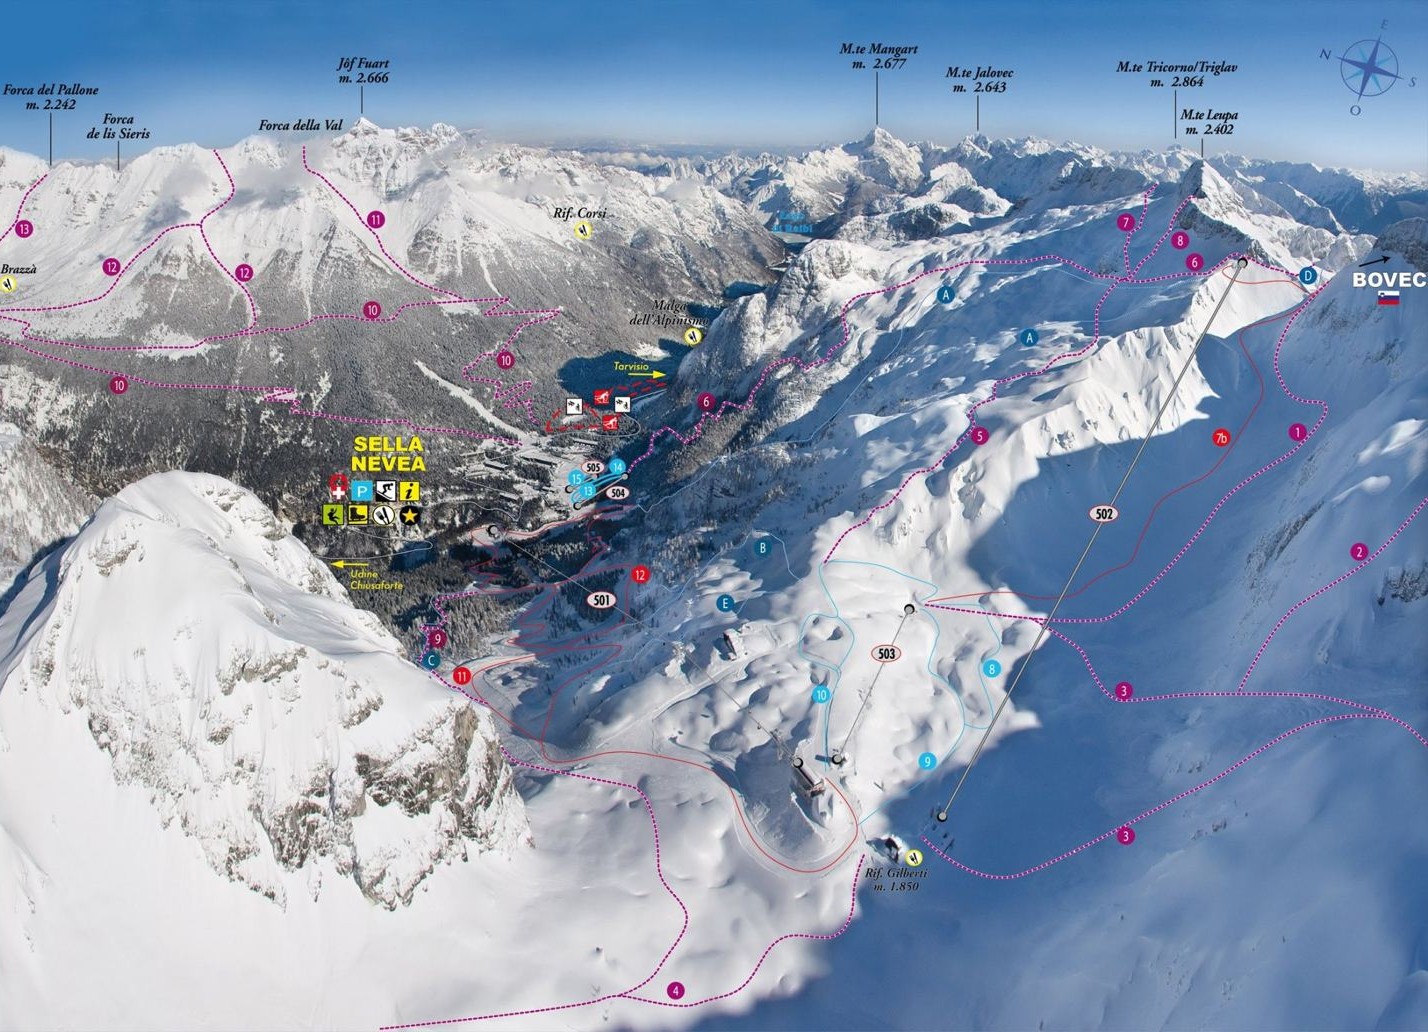 E
N
S
O
Jôf Fuart
m. 2.666
M.te Mangart
m. 2.677
M.te Jalovec
m. 2.643
M.te Tricorno/Triglav
m. 2.864
M.te Leupa
m. 2.402
Forca del Pallone
m. 2.242
Forca
de lis Sieris
Forca della Val
Rif. Corsi
Lago
di Raibl
Brazzà
BOVEC
Malga
dell'Alpinismo
Tarvisio
SELLA
NEVEA
P
i
Udine
Chiusaforte
Rif. Gilberti
m. 1.850
13
12
12
11
10
10
10
7
8
6
D
A
A
6
5
1
7b
2
502
505
14
15
13
504
B
12
501
E
9
C
11
503
8
10
9
3
3
4